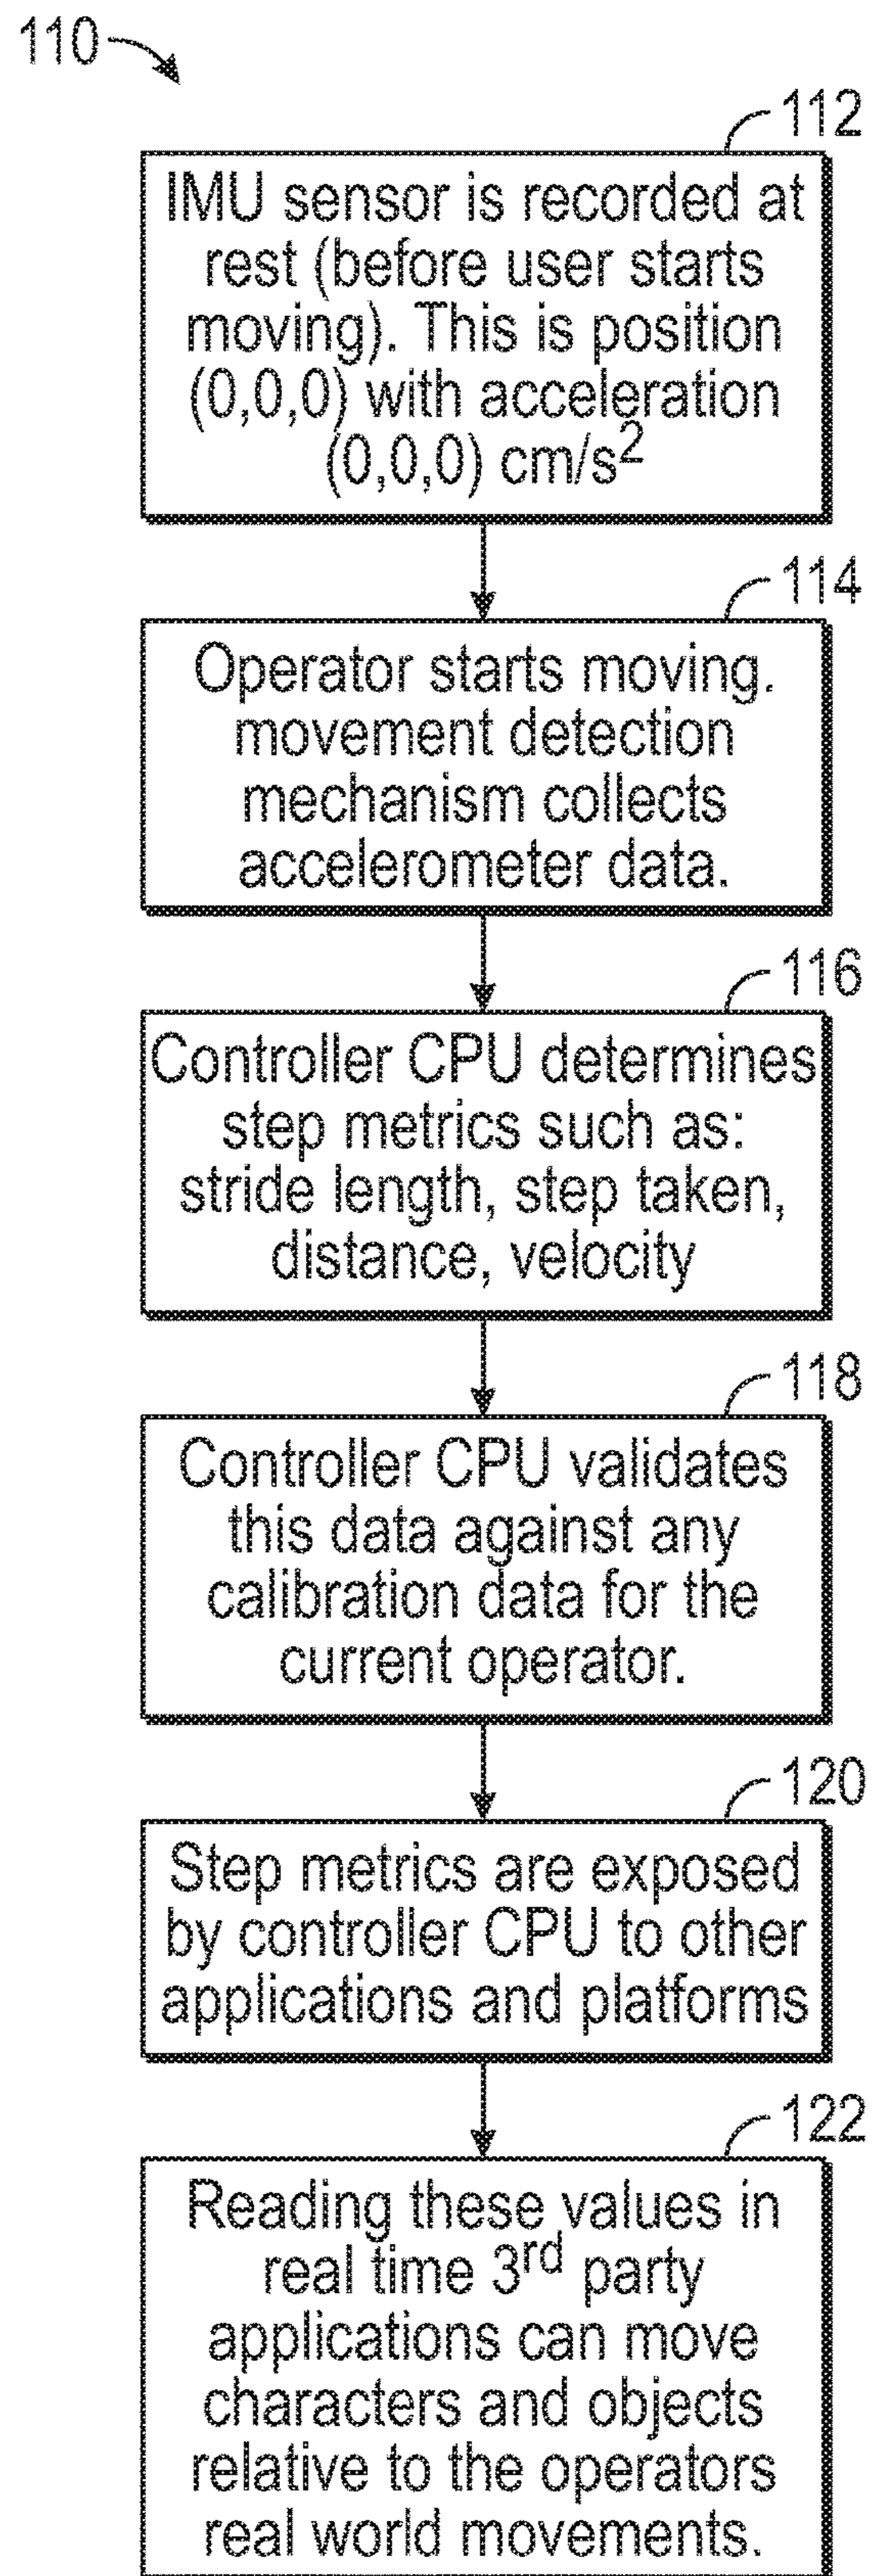 110
112
IMU sensor is recorded at
rest (before user starts
moving). This is position
(0,0,0) with acceleration
(0,0,0) cm/s²
114
Operator starts moving.
movement detection
mechanism collects
accelerometer data.
116
Controller CPU determines
step metrics such as:
stride length, step taken,
distance, velocity
118
Controller CPU validates
this data against any
calibration data for the
current operator.
120
Step metrics are exposed
by controller CPU to other
applications and platforms
122
Reading these values in
real time 3rd party
applications can move
characters and objects
relative to the operators
real world movements.